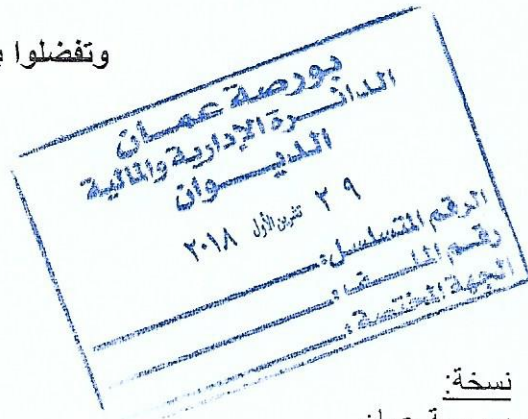 وتفضلوا ب
بورصة عمان
الدائرة الإدارية والمالية
الديوان
٢٩ تشرين الأول ٢٠١٨
الرقم المتسلسل:
رقم الملف:
الجهة المختصة:
نسخة: